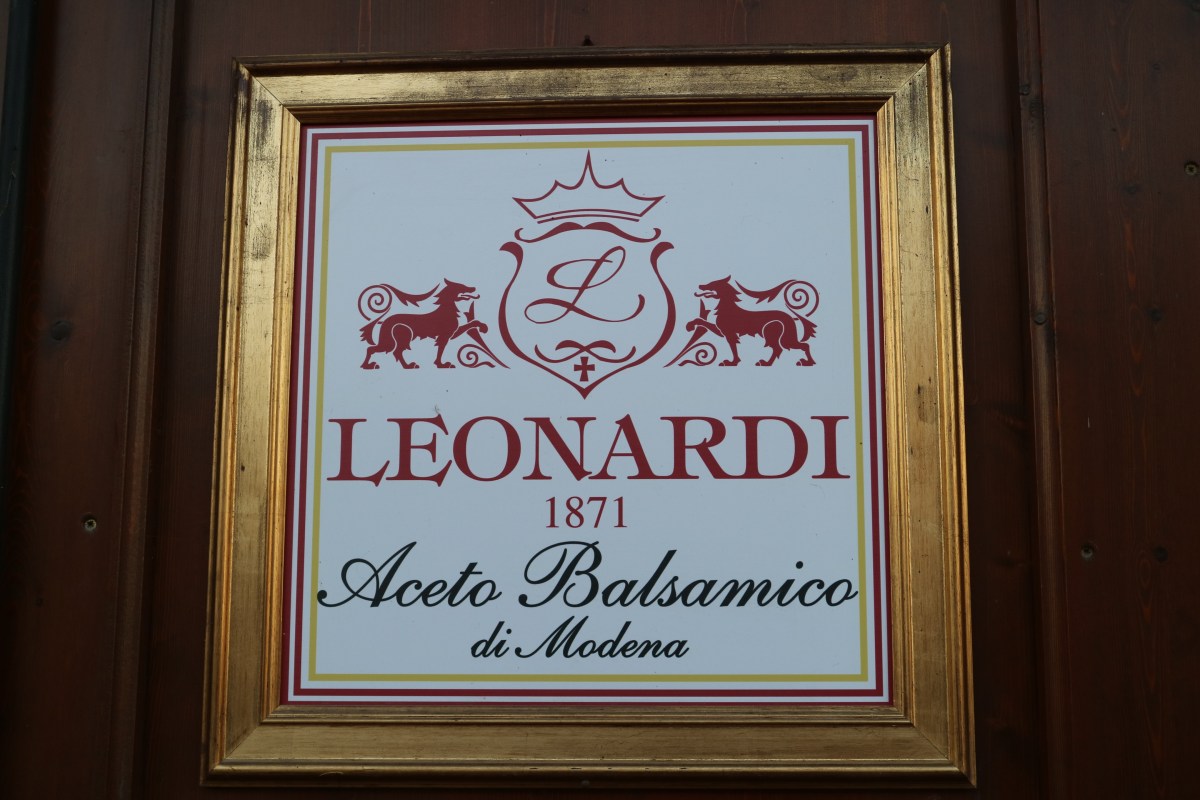 L
LEONARDI
1871
Aceto Balsamico
di Modena